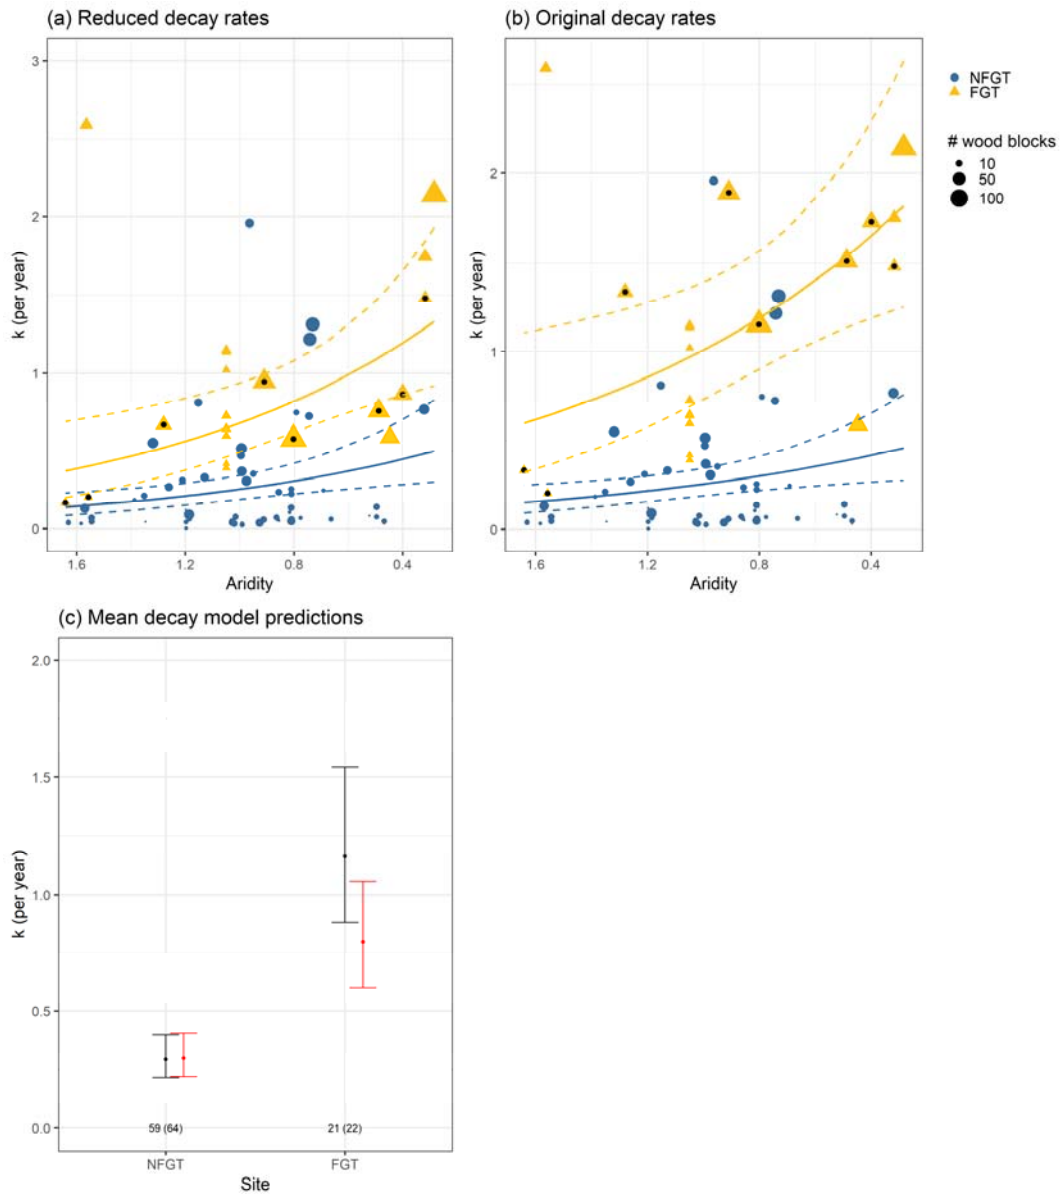 (a) Reduced decay rates
(b) Original decay rates
3
2
1
0
k (per year)
1.6 1.2 0.8 0.4
Aridity
2
1
0
k (per year)
1.6 1.2 0.8 0.4
Aridity
NFGT
FGT
# wood blocks
10
50
100
(c) Mean decay model predictions
2.0
1.5
1.0
0.5
0.0
k (per year)
59 (64) 21 (22)
NFGT FGT
Site